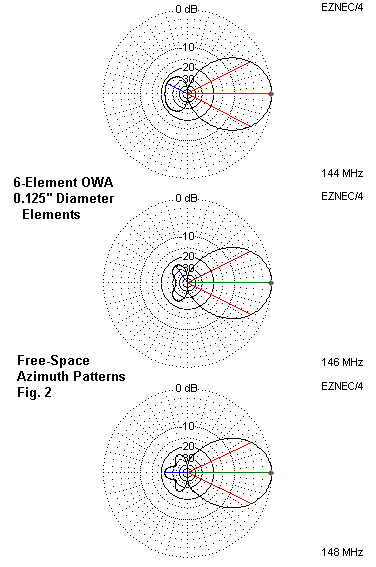 0 dB
EZNEC/4
-10
-20
-30
144 MHz
6-Element OWA
0.125" Diameter
Elements
0 dB
EZNEC/4
-10
-20
-30
146 MHz
Free-Space
Azimuth Patterns
Fig. 2
0 dB
EZNEC/4
-10
-20
-30
148 MHz